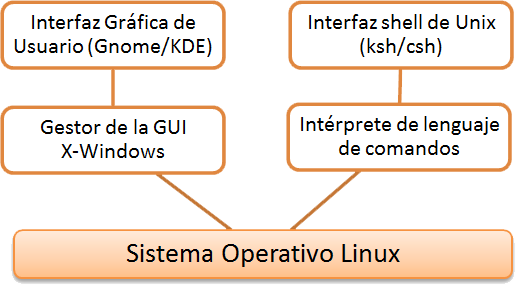 Interfaz Gráfica de
Usuario (Gnome/KDE)
Interfaz shell de Unix
(ksh/csh)
Gestor de la GUI
X-Windows
Intérprete de lenguaje
de comandos
Sistema Operativo Linux